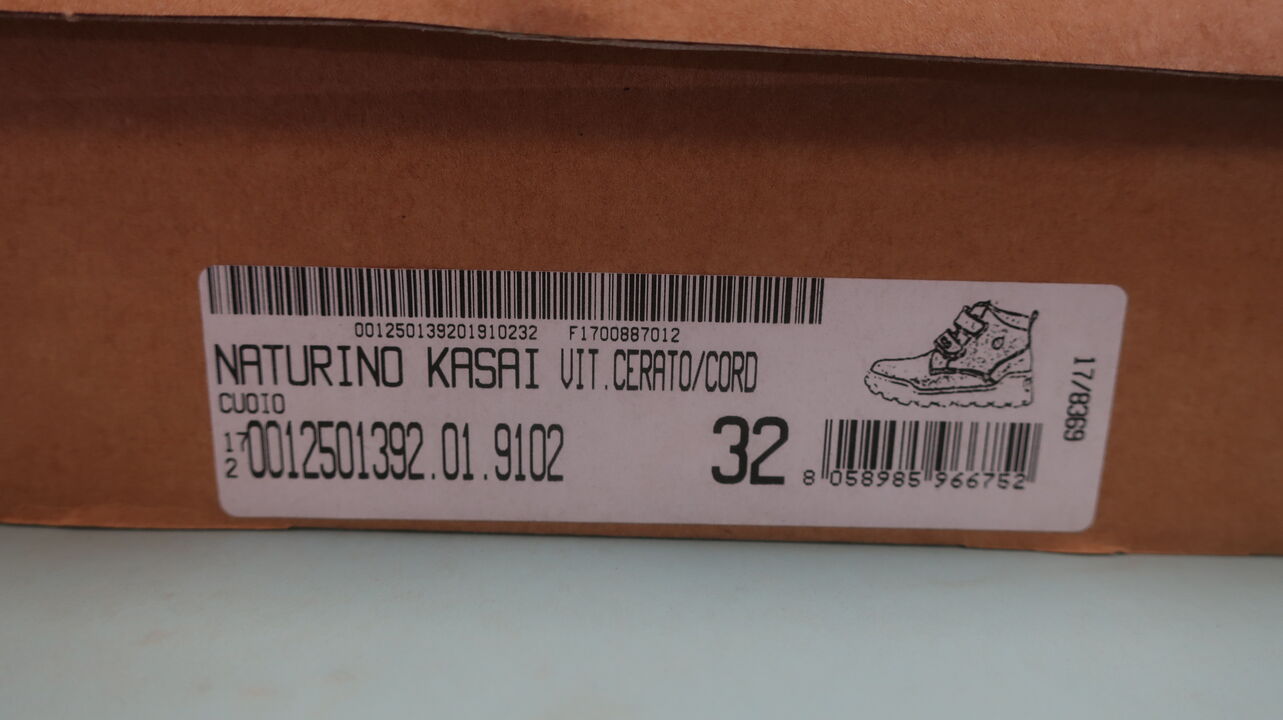 001250139201910232 F1700887012
NATURINO KASAI VIT.CERATO/CORD
CUOIO
17
2
0012501392.01.9102
32
8 058985 966752
17/8369